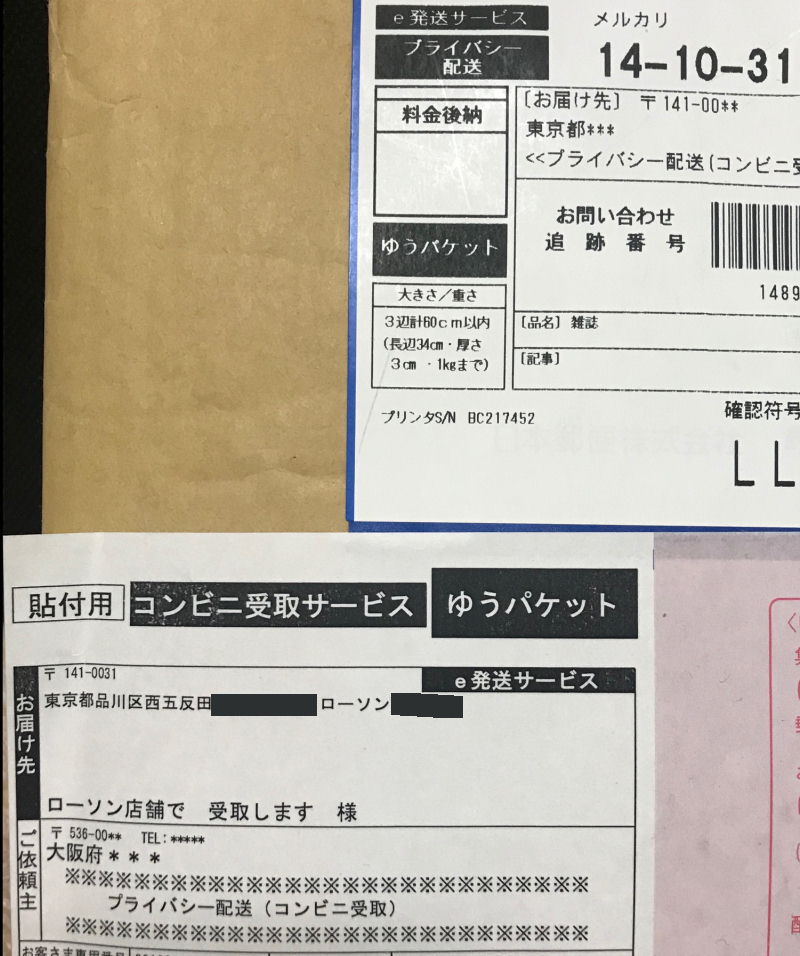 e発送サービス
メルカリ
プライバシー
配送
14-10-31
料金後納
[お届け先] 〒141-00**
東京都***
<<プライバシー配送(コンビニ受
お問い合わせ
追跡番号
1489
ゆうパケット
大きさ/重さ
3辺計60cm以内
(長辺34cm・厚さ
3cm・1kgまで)
[品名] 雑誌
[記事]
プリンタS/N BC217452
確認符号
LL
貼付用
コンビニ受取サービス
ゆうパケット
お届け先
〒141-0031
e発送サービス
東京都品川区西五反田
ローソン
ローソン店舗で 受取します 様
ご依頼主
〒536-00** TEL:*****
大阪府***
※※※※※※※※※※※※※※※※※※※※※※※※※※※※※※
プライバシー配送(コンビニ受取)
※※※※※※※※※※※※※※※※※※※※※※※※※※※※※※
お客さま専用番号